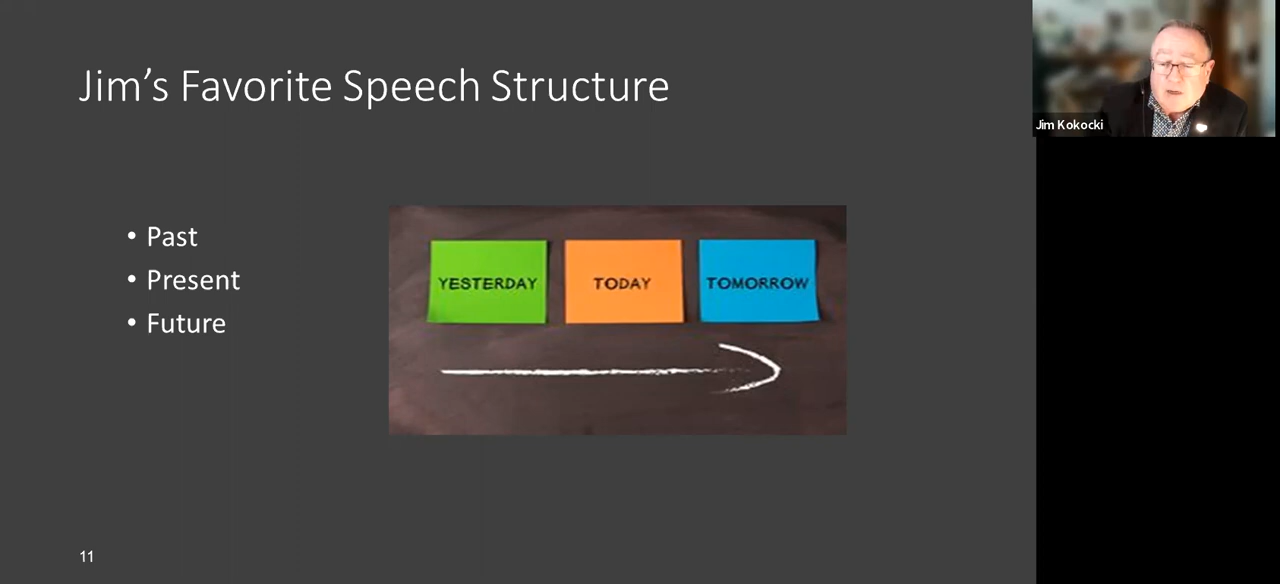 Jim's Favorite Speech Structure
Jim Kokocki
• Past
• Present
• Future
YESTERDAY TODAY TOMORROW
11